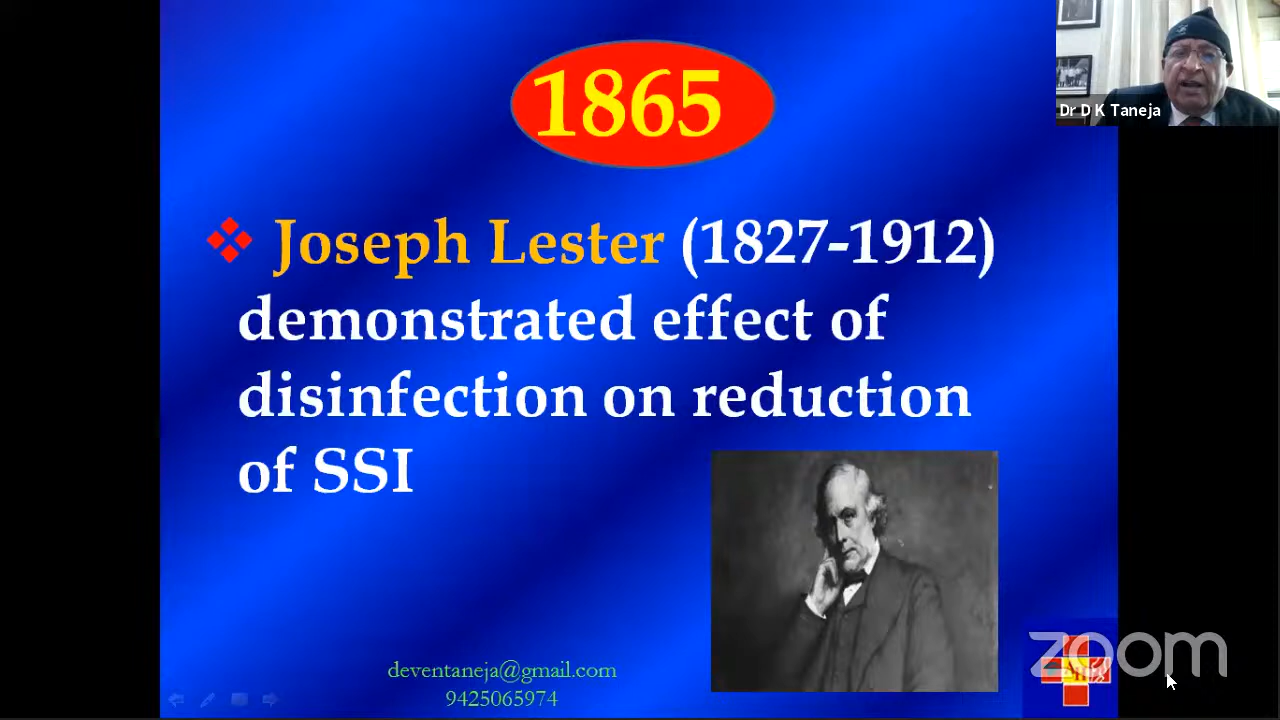 1865
Dr D K Taneja
Joseph Lester (1827-1912)
demonstrated effect of
disinfection on reduction
of SSI
deventaneja@gmail.com
9425065974
zoom